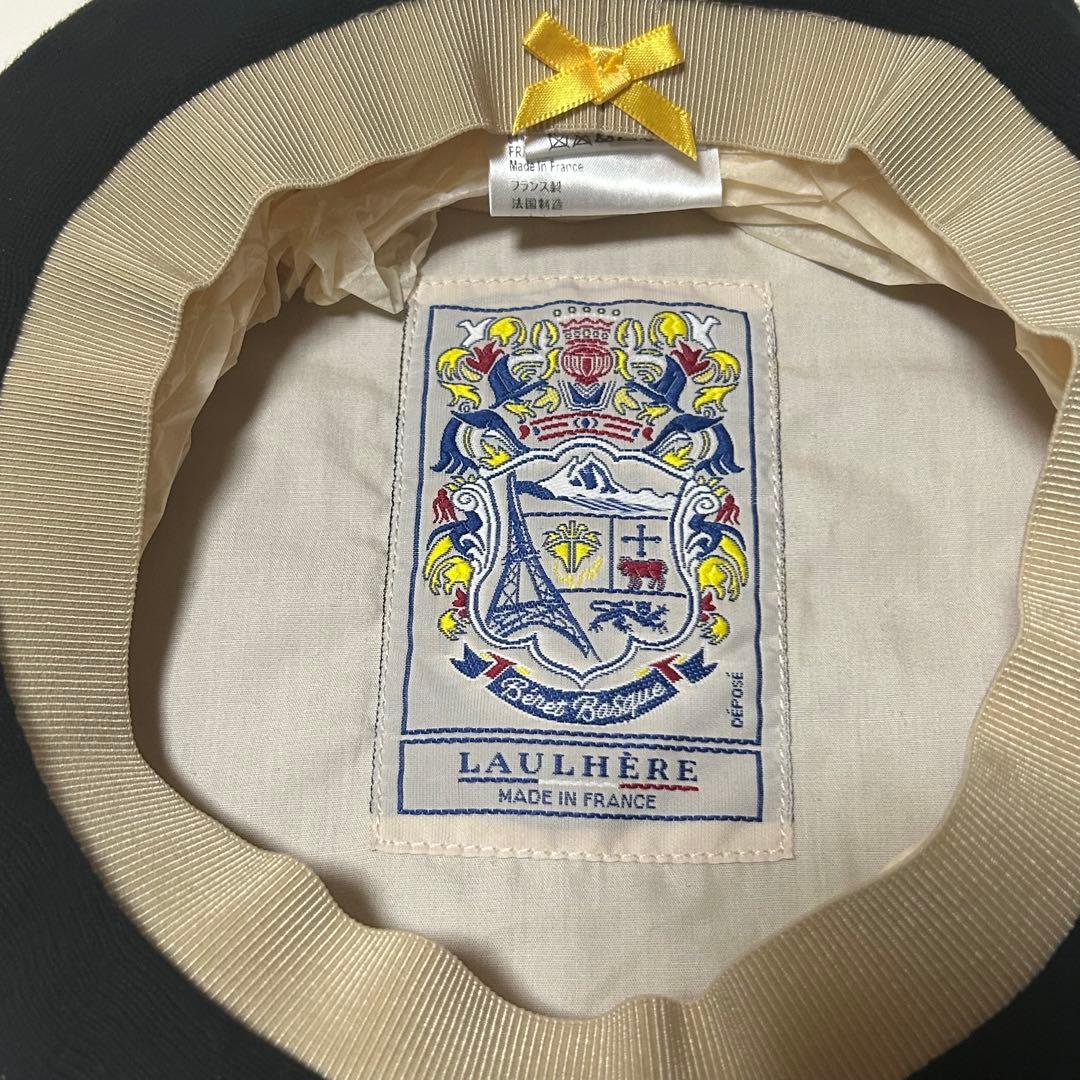 FR
Made in France
フランス製
法国制造
Béret Basque
DÉPOSÉ
LAULHÈRE
MADE IN FRANCE